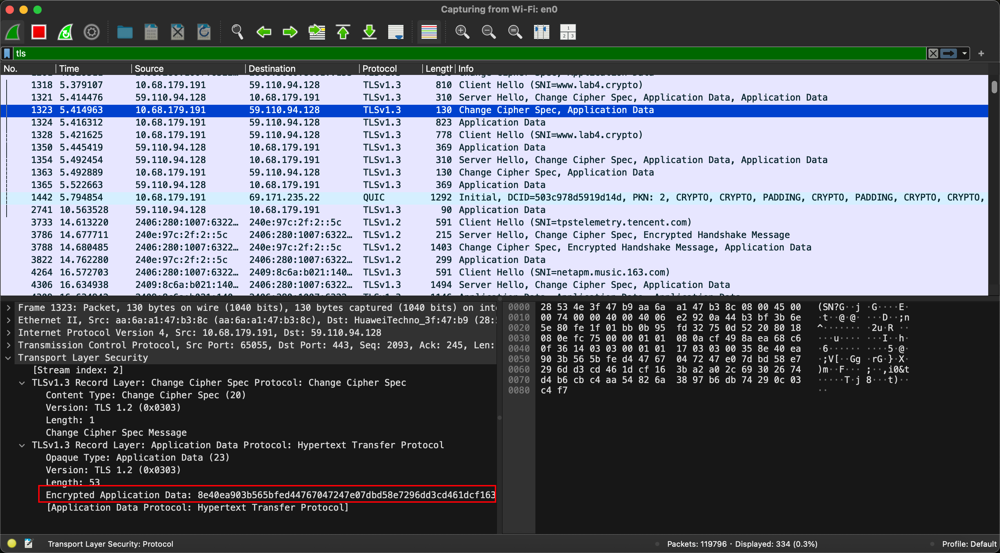 Capturing from Wi-Fi: en0
tls
No. Time Source Destination Protocol Length Info
1318 5.379107 10.68.179.191 59.110.94.128 TLSv1.3 810 Client Hello (SNI=www.lab4.crypto)
1321 5.414476 59.110.94.128 10.68.179.191 TLSv1.3 310 Server Hello, Change Cipher Spec, Application Data, Application Data
1323 5.414963 10.68.179.191 59.110.94.128 TLSv1.3 130 Change Cipher Spec, Application Data
1324 5.416312 10.68.179.191 59.110.94.128 TLSv1.3 823 Application Data
1328 5.421625 10.68.179.191 59.110.94.128 TLSv1.3 778 Client Hello (SNI=www.lab4.crypto)
1350 5.445419 59.110.94.128 10.68.179.191 TLSv1.3 369 Application Data
1354 5.492454 59.110.94.128 10.68.179.191 TLSv1.3 310 Server Hello, Change Cipher Spec, Application Data, Application Data
1363 5.492889 10.68.179.191 59.110.94.128 TLSv1.3 130 Change Cipher Spec, Application Data
1365 5.522663 59.110.94.128 10.68.179.191 TLSv1.3 369 Application Data
1442 5.794854 10.68.179.191 69.171.235.22 QUIC 1292 Initial, DCID=503c978d5919d14d, PKN: 2, CRYPTO, CRYPTO, PADDING, CRYPTO, PADDING, CRYPTO, CRYPTO,
2741 10.563528 59.110.94.128 10.68.179.191 TLSv1.3 90 Application Data
3733 14.613220 2406:280:1007:6322… 240e:97c:2f:2::5c TLSv1.2 591 Client Hello (SNI=tpstelemetry.tencent.com)
3786 14.677711 240e:97c:2f:2::5c 2406:280:1007:6322… TLSv1.2 215 Server Hello, Change Cipher Spec, Encrypted Handshake Message
3788 14.680485 2406:280:1007:6322… 240e:97c:2f:2::5c TLSv1.2 1403 Change Cipher Spec, Encrypted Handshake Message, Application Data
3822 14.762280 240e:97c:2f:2::5c 2406:280:1007:6322… TLSv1.2 299 Application Data
4264 16.572703 2406:280:1007:6322… 2409:8c6a:b021:140… TLSv1.3 591 Client Hello (SNI=netapm.music.163.com)
4306 16.634938 2409:8c6a:b021:140… 2406:280:1007:6322… TLSv1.3 1494 Server Hello, Change Cipher Spec, Application Data
Frame 1323: Packet, 130 bytes on wire (1040 bits), 130 bytes captured (1040 bits) on int
Ethernet II, Src: aa:6a:a1:47:b3:8c (aa:6a:a1:47:b3:8c), Dst: HuaweiTechno_3f:47:b9 (28:
Internet Protocol Version 4, Src: 10.68.179.191, Dst: 59.110.94.128
Transmission Control Protocol, Src Port: 65055, Dst Port: 443, Seq: 2093, Ack: 245, Len:
Transport Layer Security
[Stream index: 2]
TLSv1.3 Record Layer: Change Cipher Spec Protocol: Change Cipher Spec
Content Type: Change Cipher Spec (20)
Version: TLS 1.2 (0x0303)
Length: 1
Change Cipher Spec Message
TLSv1.3 Record Layer: Application Data Protocol: Hypertext Transfer Protocol
Opaque Type: Application Data (23)
Version: TLS 1.2 (0x0303)
Length: 53
Encrypted Application Data: 8e40ea903b565bfed44767047247e07dbd58e7296dd3cd461dcf163
[Application Data Protocol: Hypertext Transfer Protocol]
0000 28 53 4e 3f 47 b9 aa 6a a1 47 b3 8c 08 00 45 00 (SN?G··j ·G····E·
0010 00 74 00 00 40 00 40 06 e2 92 0a 44 b3 bf 3b 6e ·t··@·@· ···D··;n
0020 5e 80 fe 1f 01 bb 0b 95 fd 32 75 0d 52 20 80 18 ^······· ·2u·R ··
0030 08 0e fc 75 00 00 01 01 08 0a cf 49 8a ea 68 c6 ···u···· ···I··h·
0040 0f 36 14 03 03 00 01 01 17 03 03 00 35 8e 40 ea ·6······ ····5·@·
0050 90 3b 56 5b fe d4 47 67 04 72 47 e0 7d bd 58 e7 ·;V[··Gg ·rG·}·X·
0060 29 6d d3 cd 46 1d cf 16 3b a2 a0 2c 69 30 26 74 )m··F··· ;··,i0&t
0070 d4 b6 cb c4 aa 54 82 6a 38 97 b6 db 74 29 0c 03 ·····T·j 8···t)··
0080 c4 f7 ··
Transport Layer Security: Protocol
Packets: 119796 · Displayed: 334 (0.3%)
Profile: Default